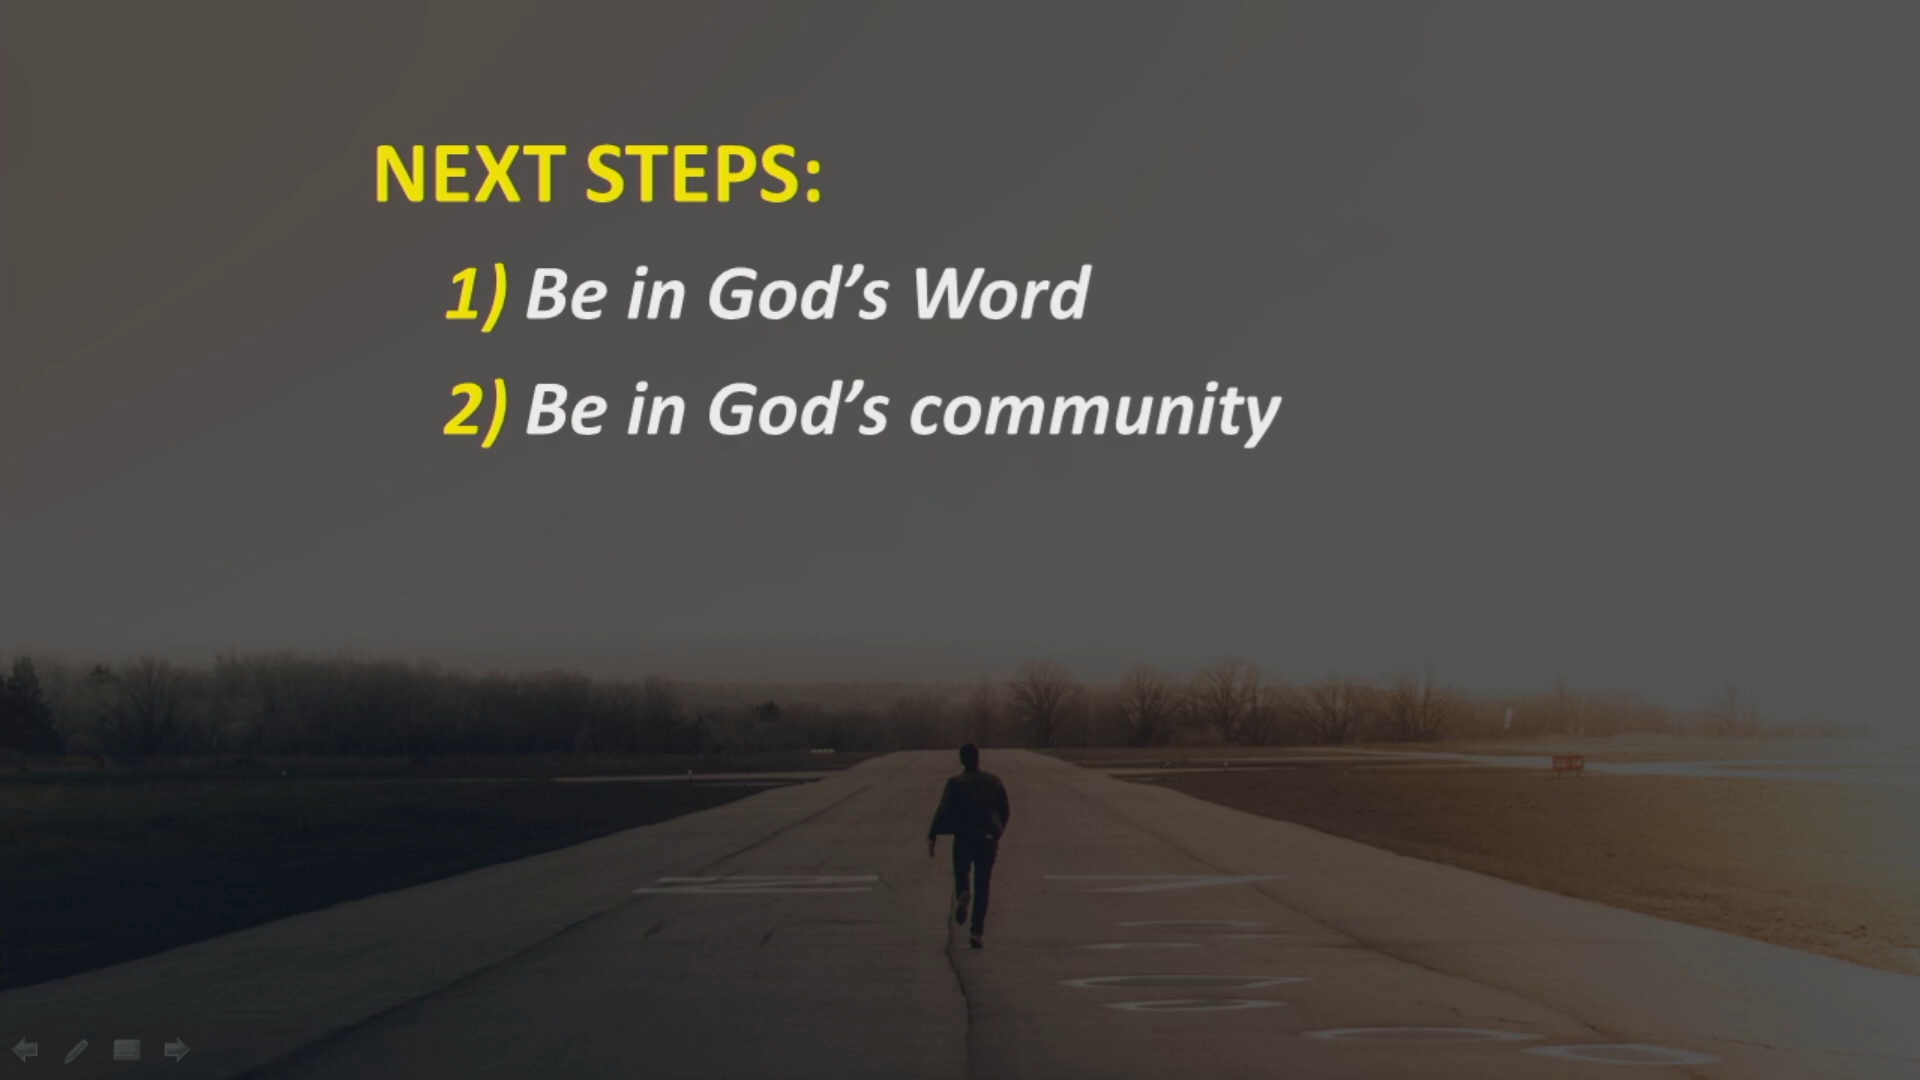 NEXT STEPS:
1) Be in God’s Word
2) Be in God’s community